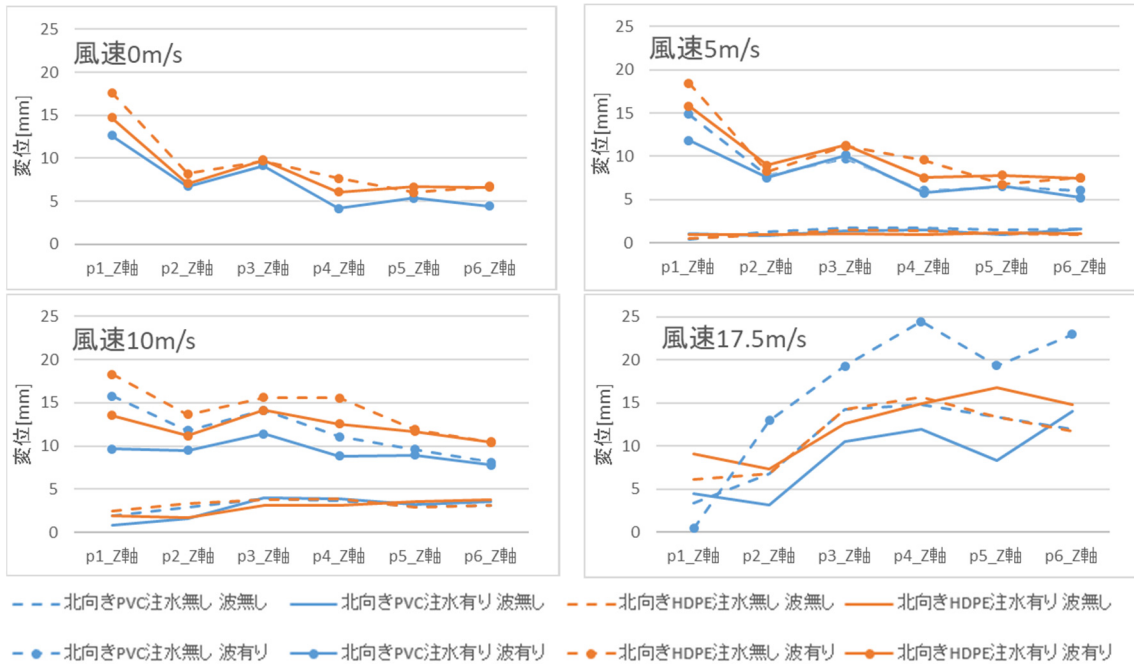 風速0m/s
変位[mm]
25
20
15
10
5
0
p1_Z軸 p2_Z軸 p3_Z軸 p4_Z軸 p5_Z軸 p6_Z軸
風速5m/s
変位[mm]
25
20
15
10
5
0
p1_Z軸 p2_Z軸 p3_Z軸 p4_Z軸 p5_Z軸 p6_Z軸
風速10m/s
変位[mm]
25
20
15
10
5
0
p1_Z軸 p2_Z軸 p3_Z軸 p4_Z軸 p5_Z軸 p6_Z軸
風速17.5m/s
変位[mm]
25
20
15
10
5
0
p1_Z軸 p2_Z軸 p3_Z軸 p4_Z軸 p5_Z軸 p6_Z軸
北向きPVC注水無し 波無し 北向きPVC注水有り 波無し 北向きHDPE注水無し 波無し 北向きHDPE注水有り 波無し
北向きPVC注水無し 波有り 北向きPVC注水有り 波有り 北向きHDPE注水無し 波有り 北向きHDPE注水有り 波有り